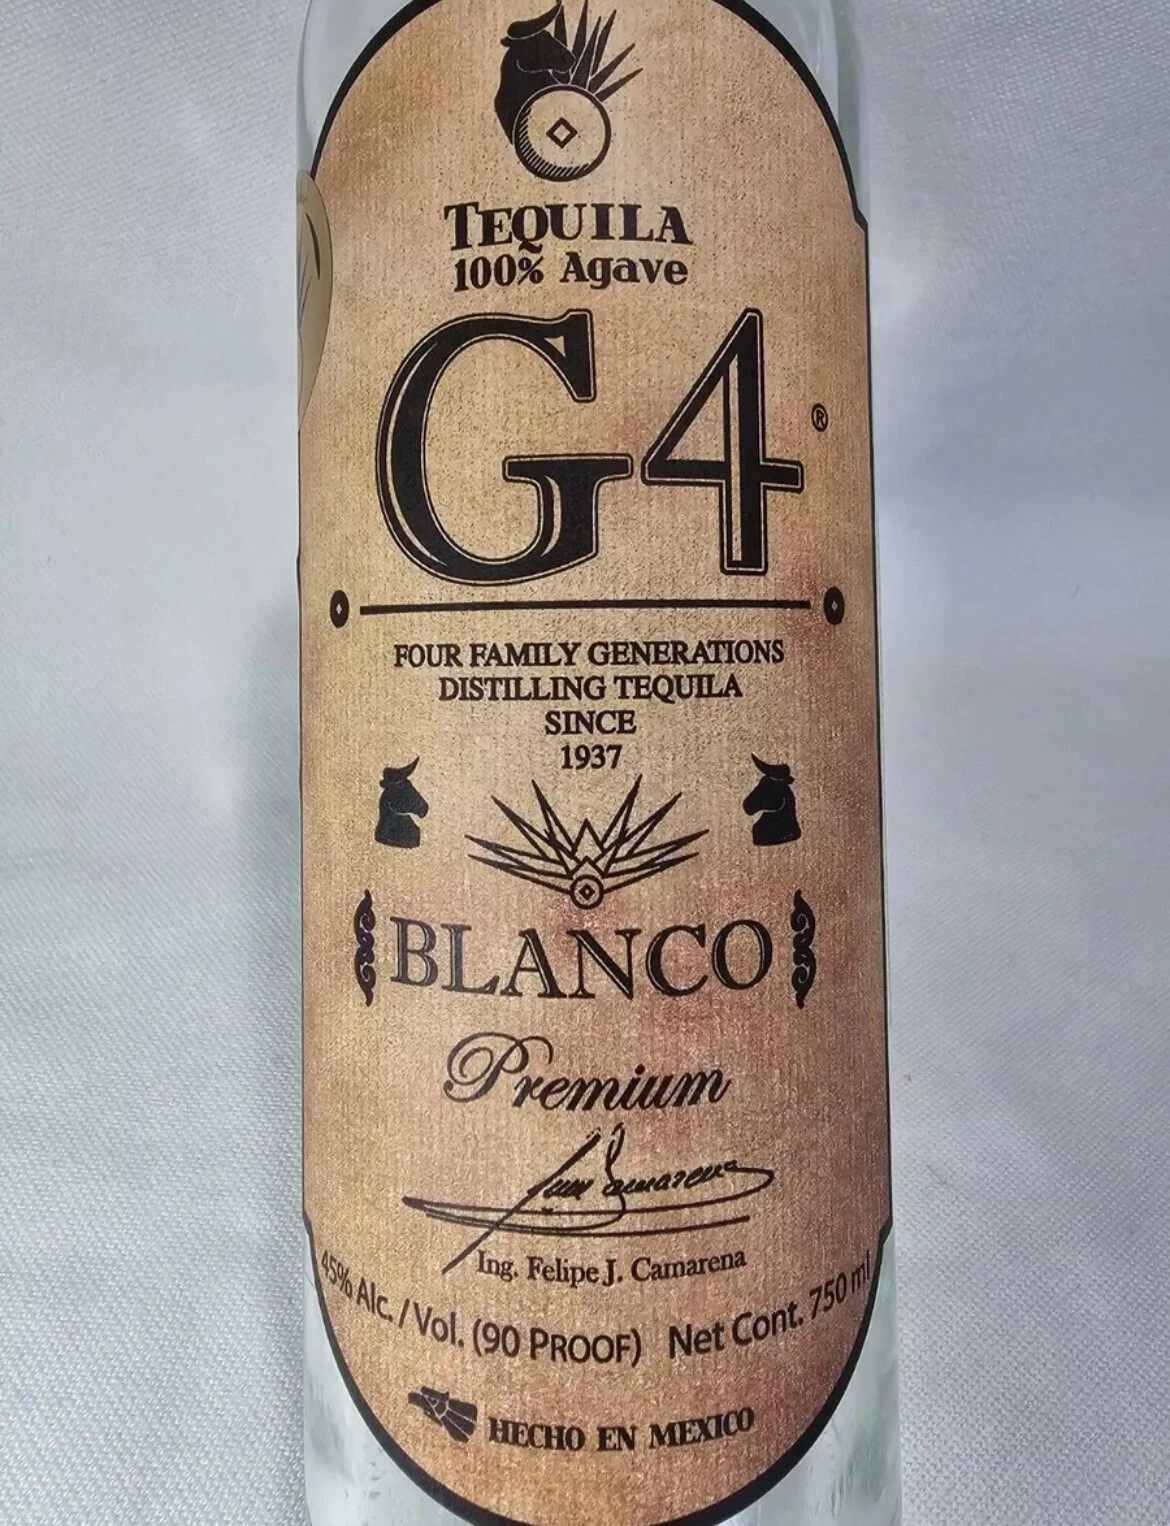 TEQUILA
100% Agave
G4®
FOUR FAMILY GENERATIONS
DISTILLING TEQUILA
SINCE
1937
BLANCO
Premium
Ing. Felipe J. Camarena
45% Alc. / Vol. (90 PROOF) Net Cont. 750 ml
HECHO EN MEXICO